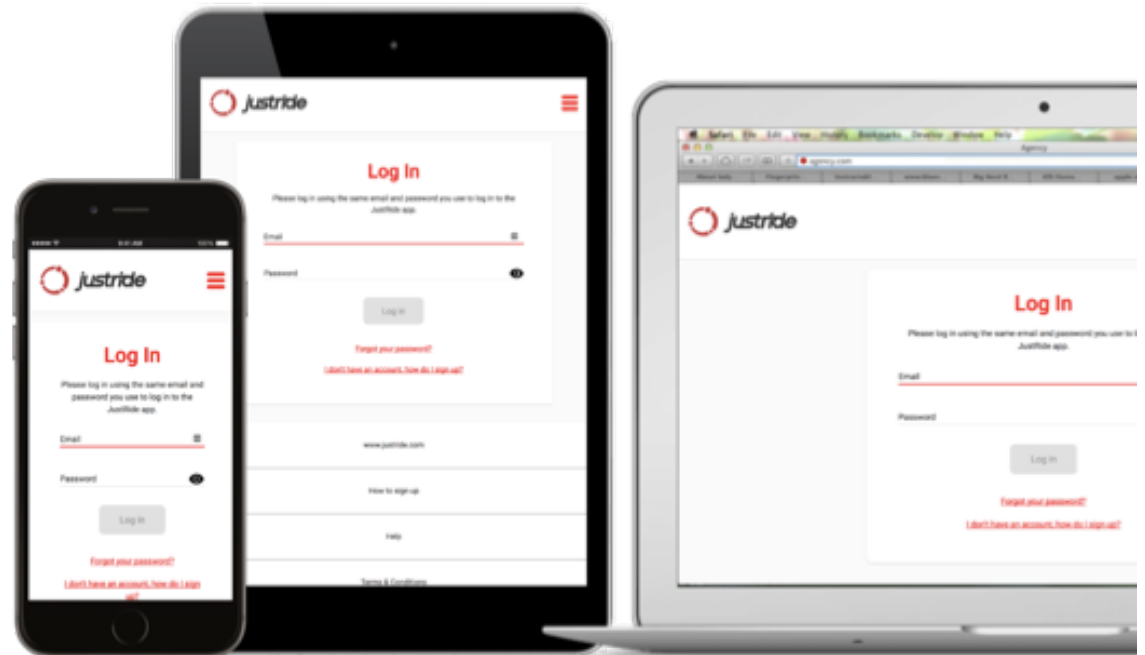 9:41 AM
100%
justride
Log In
Please log in using the same email and
password you use to log in to the
JustRide app.
Email
Password
Log in
Forgot your password?
I don't have an account, how do I sign
up?
justride
Log In
Please log in using the same email and password you use to log in to the
JustRide app.
Email
Password
Log in
Forgot your password?
I don't have an account, how do I sign up?
www.justride.com
How to sign up
Help
Terms & Conditions
Safari File Edit View History Bookmarks Develop Window Help
Agency
agency.com
justride
Log In
Please log in using the same email and password you use to
JustRide app.
Email
Password
Log in
Forgot your password?
I don't have an account, how do I sign up?